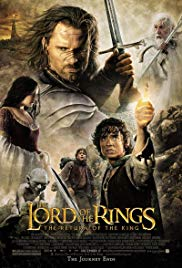 THE
LORD OF THE RINGS
THE RETURN OF THE KING
THE JOURNEY ENDS